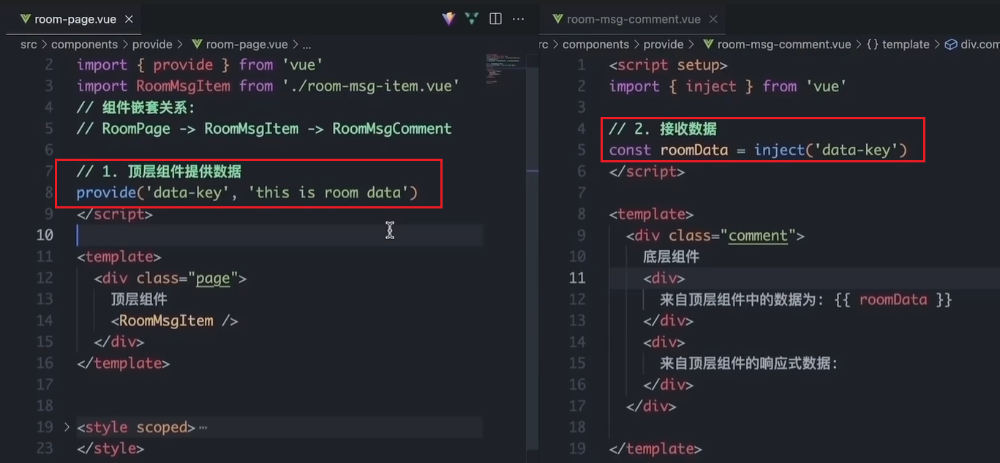 room-page.vue
src > components > provide > room-page.vue > ...
2 import { provide } from 'vue'
3 import RoomMsgItem from './room-msg-item.vue'
4 // 组件嵌套关系:
5 // RoomPage -> RoomMsgItem -> RoomMsgComment
6
7 // 1. 顶层组件提供数据
8 provide('data-key', 'this is room data')
9 </script>
10
11 <template>
12 <div class="page">
13 顶层组件
14 <RoomMsgItem />
15 </div>
16 </template>
17
18
19 <style scoped>⋯
23 </style>
room-msg-comment.vue
rc > components > provide > room-msg-comment.vue > {} template > div.com
1 <script setup>
2 import { inject } from 'vue'
3
4 // 2. 接收数据
5 const roomData = inject('data-key')
6 </script>
7
8 <template>
9 <div class="comment">
10 底层组件
11 <div>
12 来自顶层组件中的数据为: {{ roomData }}
13 </div>
14 <div>
15 来自顶层组件的响应式数据:
16 </div>
17 </div>
18
19 </template>